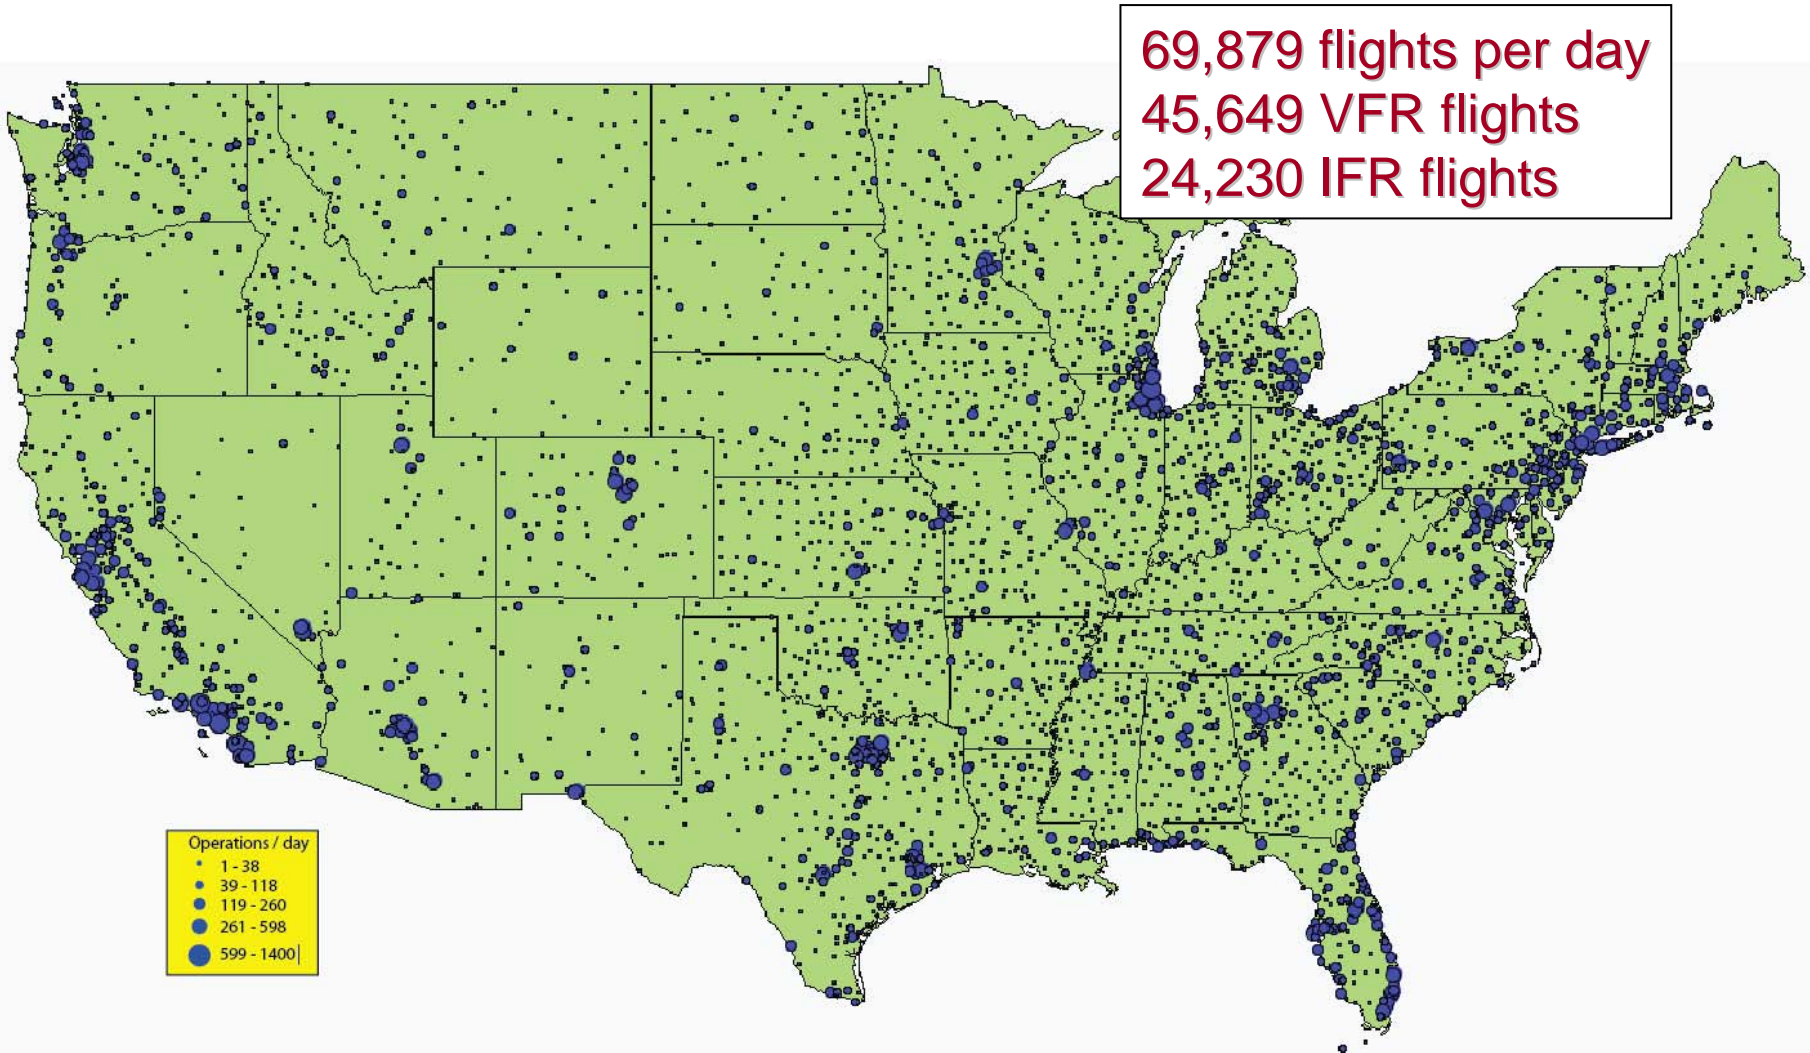 69,879 flights per day
45,649 VFR flights
24,230 IFR flights
Operations / day
1 - 38
39 - 118
119 - 260
261 - 598
599 - 1400